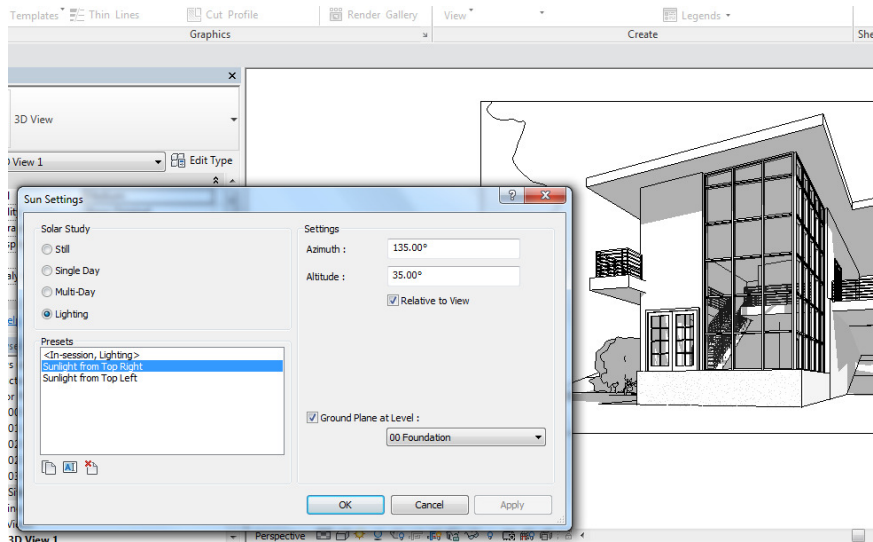 Templates Thin Lines Cut Profile Render Gallery View Legends
Graphics Create She
3D View
View 1 Edit Type
Sun Settings
Solar Study
Still
Single Day
Multi-Day
Lighting
Presets
<In-session, Lighting>
Sunlight from Top Right
Sunlight from Top Left
Settings
Azimuth : 135.00°
Altitude : 35.00°
Relative to View
Ground Plane at Level :
00 Foundation
OK Cancel Apply
3D View 1 Perspective